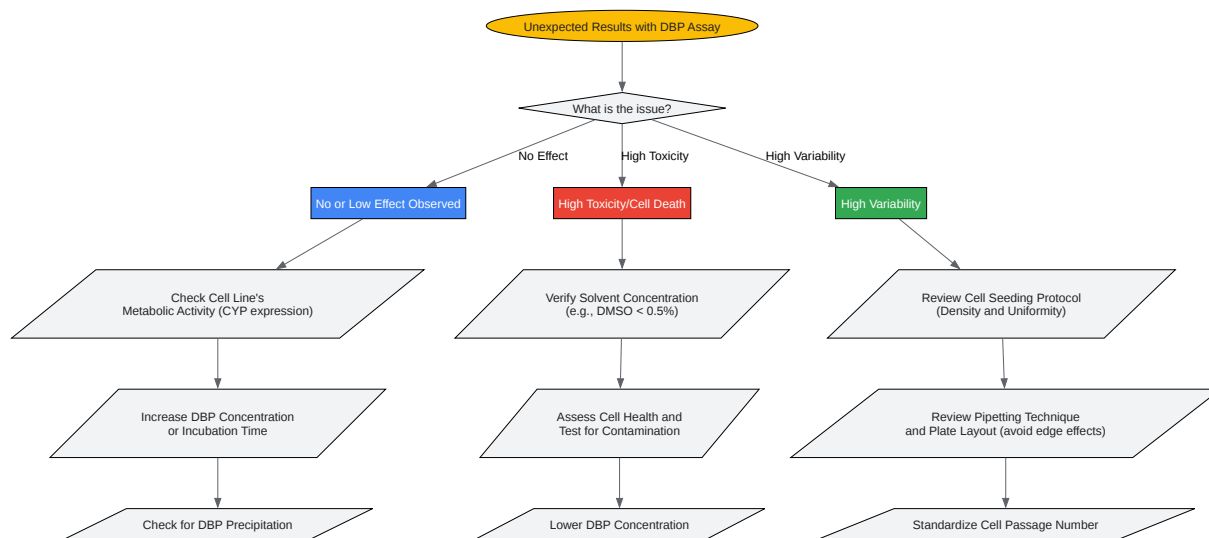 Unexpected Results with DBP Assay
What is the issue?
No Effect
High Toxicity
High Variability
No or Low Effect Observed
High Toxicity/Cell Death
High Variability
Check Cell Line's
Metabolic Activity (CYP expression)
Verify Solvent Concentration
(e.g., DMSO < 0.5%)
Review Cell Seeding Protocol
(Density and Uniformity)
Increase DBP Concentration
or Incubation Time
Assess Cell Health and
Test for Contamination
Review Pipetting Technique
and Plate Layout (avoid edge effects)
Check for DBP Precipitation
Lower DBP Concentration
Standardize Cell Passage Number